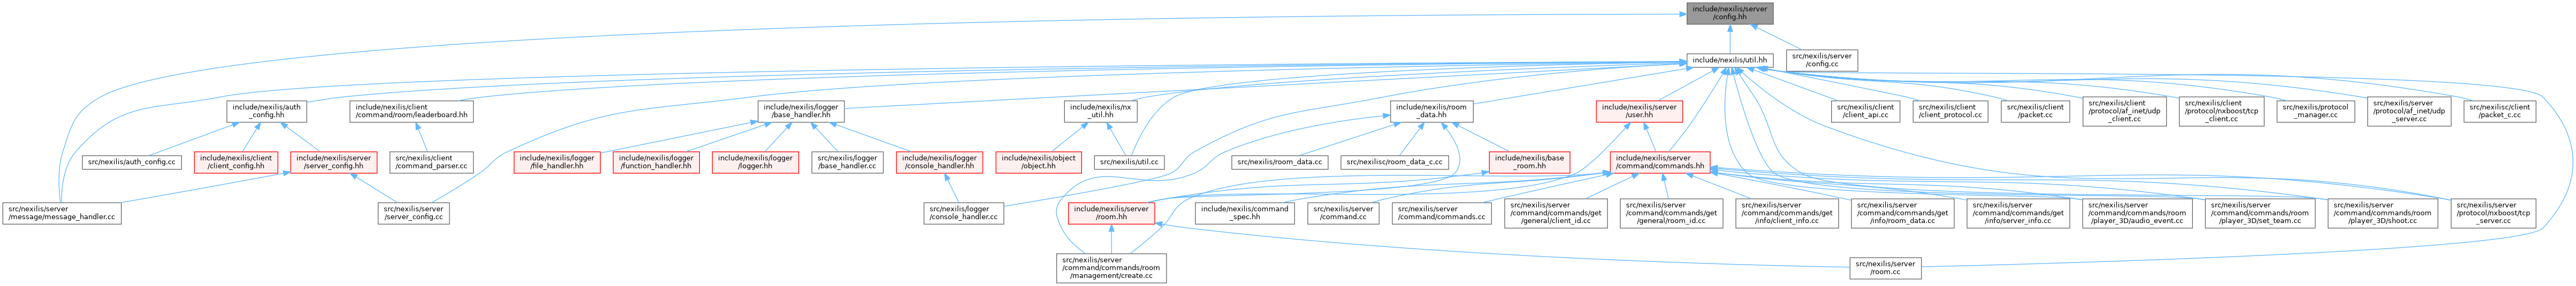 include/nexilis/server
/config.hh
include/nexilis/util.hh
src/nexilis/server
/config.cc
include/nexilis/auth
_config.hh
include/nexilis/client
/command/room/leaderboard.hh
include/nexilis/logger
/base_handler.hh
include/nexilis/nx
_util.hh
include/nexilis/room
_data.hh
include/nexilis/server
/user.hh
src/nexilis/client
/client_api.cc
src/nexilis/client
/client_protocol.cc
src/nexilis/client
/packet.cc
src/nexilis/client
/protocol/af_inet/udp
_client.cc
src/nexilis/client
/protocol/nxboost/tcp
_client.cc
src/nexilis/protocol
_manager.cc
src/nexilis/server
/protocol/af_inet/udp
_server.cc
src/nexilisc/client
/packet_c.cc
src/nexilis/auth_config.cc
include/nexilis/client
/client_config.hh
include/nexilis/server
/server_config.hh
src/nexilis/client
/command_parser.cc
include/nexilis/logger
/file_handler.hh
include/nexilis/logger
/function_handler.hh
include/nexilis/logger
/logger.hh
src/nexilis/logger
/base_handler.cc
include/nexilis/logger
/console_handler.hh
include/nexilis/object
/object.hh
src/nexilis/util.cc
src/nexilis/room_data.cc
src/nexilisc/room_data_c.cc
include/nexilis/base
_room.hh
include/nexilis/server
/command/commands.hh
src/nexilis/server
/message/message_handler.cc
src/nexilis/server
/server_config.cc
src/nexilis/logger
/console_handler.cc
include/nexilis/server
/room.hh
include/nexilis/command
_spec.hh
src/nexilis/server
/command.cc
src/nexilis/server
/command/commands.cc
src/nexilis/server
/command/commands/get
/general/client_id.cc
src/nexilis/server
/command/commands/get
/general/room_id.cc
src/nexilis/server
/command/commands/get
/info/client_info.cc
src/nexilis/server
/command/commands/get
/info/room_data.cc
src/nexilis/server
/command/commands/get
/info/server_info.cc
src/nexilis/server
/command/commands/room
/player_3D/audio_event.cc
src/nexilis/server
/command/commands/room
/player_3D/set_team.cc
src/nexilis/server
/command/commands/room
/player_3D/shoot.cc
src/nexilis/server
/protocol/nxboost/tcp
_server.cc
src/nexilis/server
/command/commands/room
/management/create.cc
src/nexilis/server
/room.cc